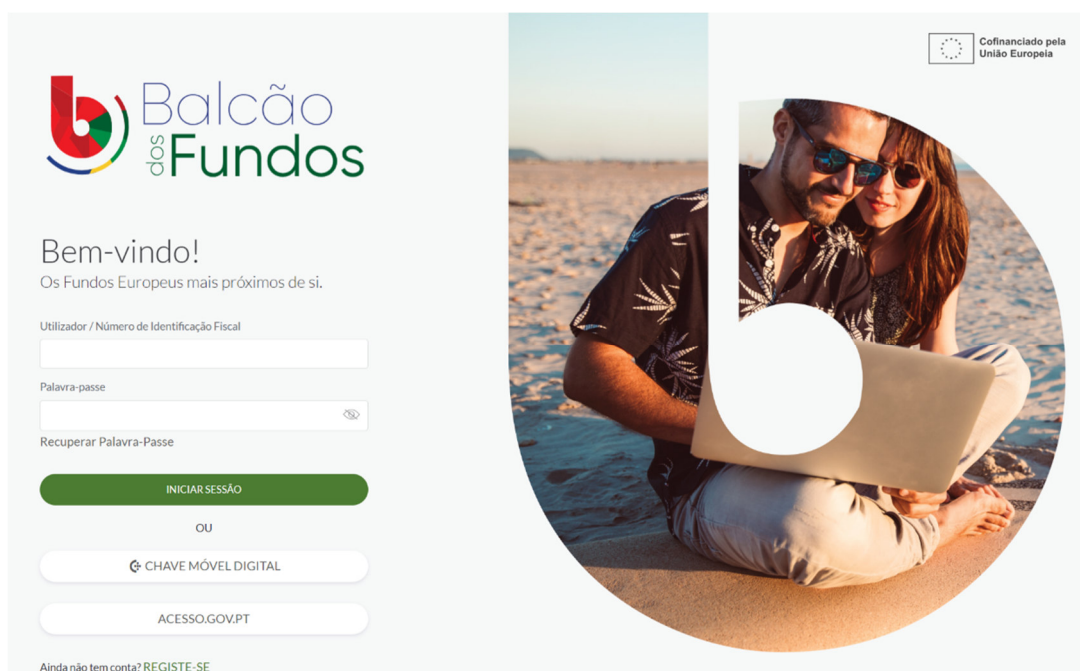 Cofinanciado pela
União Europeia
Balcão
dos Fundos
Bem-vindo!
Os Fundos Europeus mais próximos de si.
Utilizador / Número de Identificação Fiscal
Palavra-passe
Recuperar Palavra-Passe
INICIAR SESSÃO
OU
CHAVE MÓVEL DIGITAL
ACESSO.GOV.PT
Ainda não tem conta? REGISTE-SE